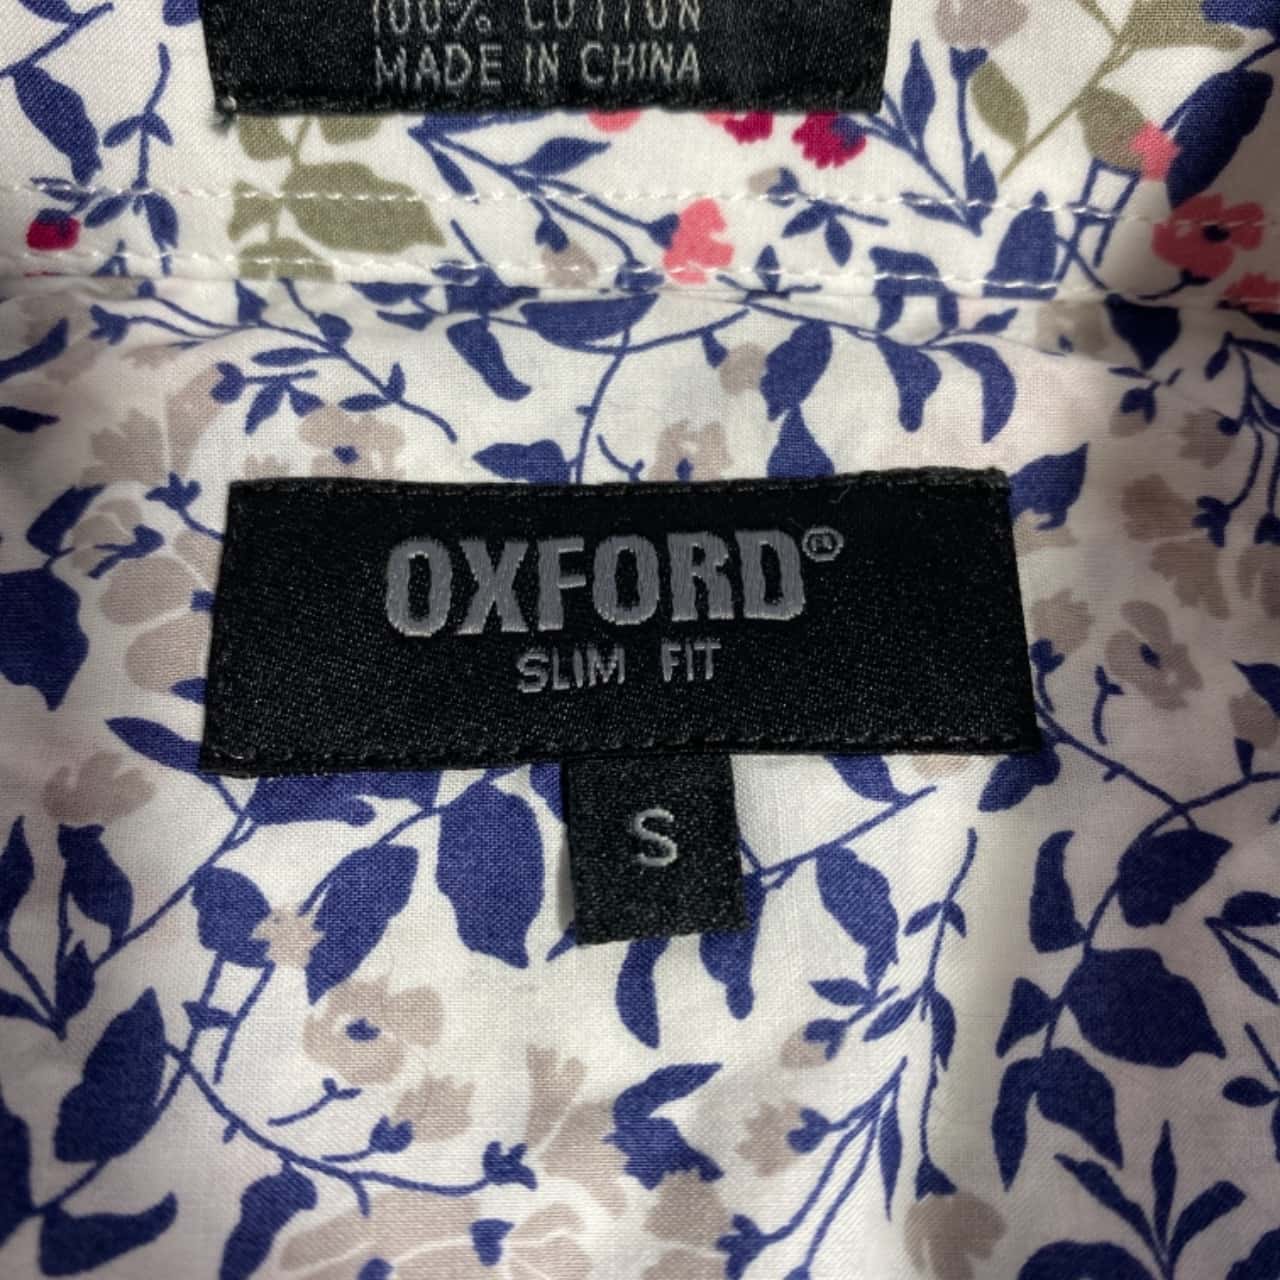 100% COTTON
MADE IN CHINA
OXFORD®
SLIM FIT
S